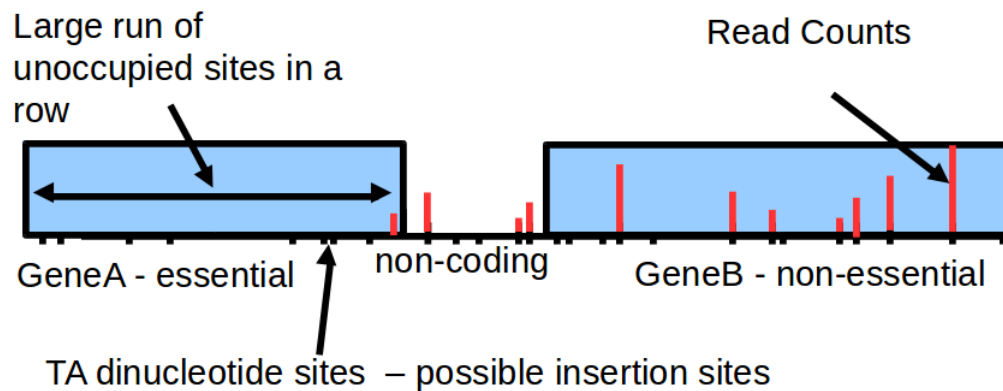 Large run of
unoccupied sites in a
row
Read Counts
GeneA - essential
non-coding
GeneB - non-essential
TA dinucleotide sites – possible insertion sites